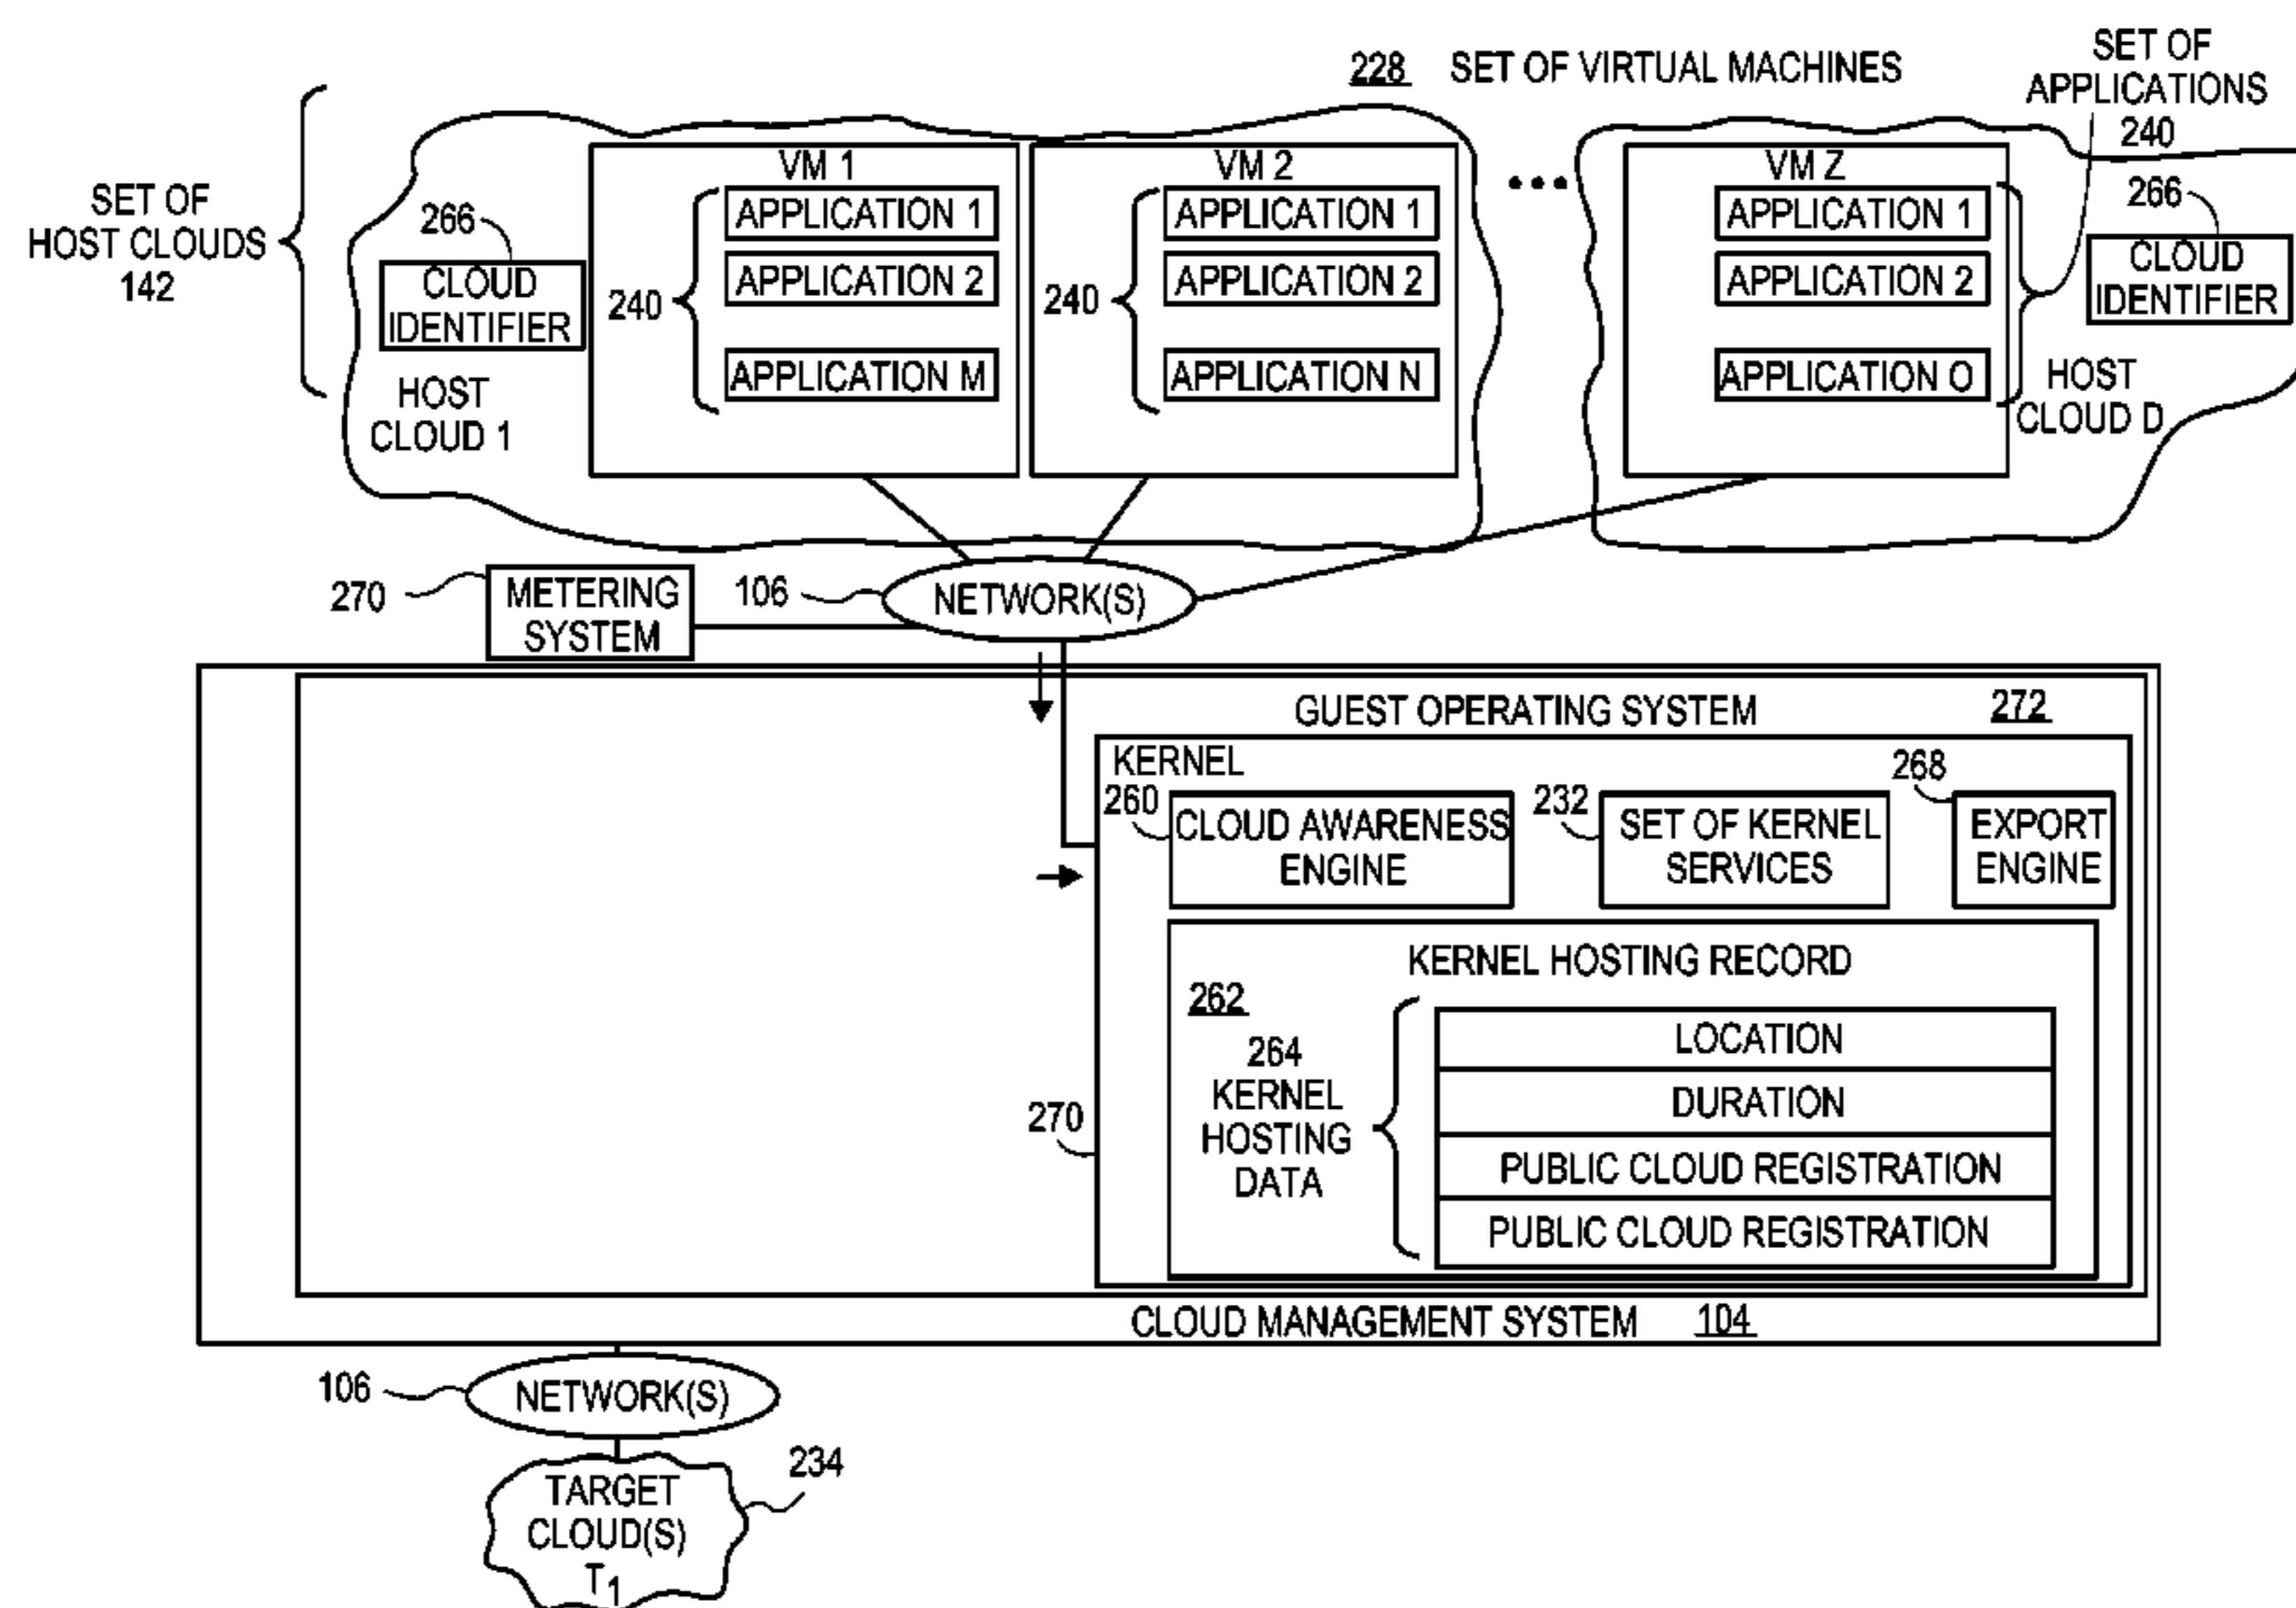 228 SET OF VIRTUAL MACHINES
SET OF
APPLICATIONS
240
SET OF
HOST CLOUDS
142
266
CLOUD
IDENTIFIER
HOST
CLOUD 1
VM 1
240
APPLICATION 1
APPLICATION 2
APPLICATION M
VM 2
240
APPLICATION 1
APPLICATION 2
APPLICATION N
•••
VM Z
APPLICATION 1
APPLICATION 2
APPLICATION O
266
CLOUD
IDENTIFIER
HOST
CLOUD D
270
METERING
SYSTEM
106
NETWORK(S)
GUEST OPERATING SYSTEM 272
KERNEL
260
CLOUD AWARENESS
ENGINE
232
SET OF KERNEL
SERVICES
268
EXPORT
ENGINE
KERNEL HOSTING RECORD
262
264
KERNEL
HOSTING
DATA
270
LOCATION
DURATION
PUBLIC CLOUD REGISTRATION
PUBLIC CLOUD REGISTRATION
CLOUD MANAGEMENT SYSTEM 104
106
NETWORK(S)
234
TARGET
CLOUD(S)
T1